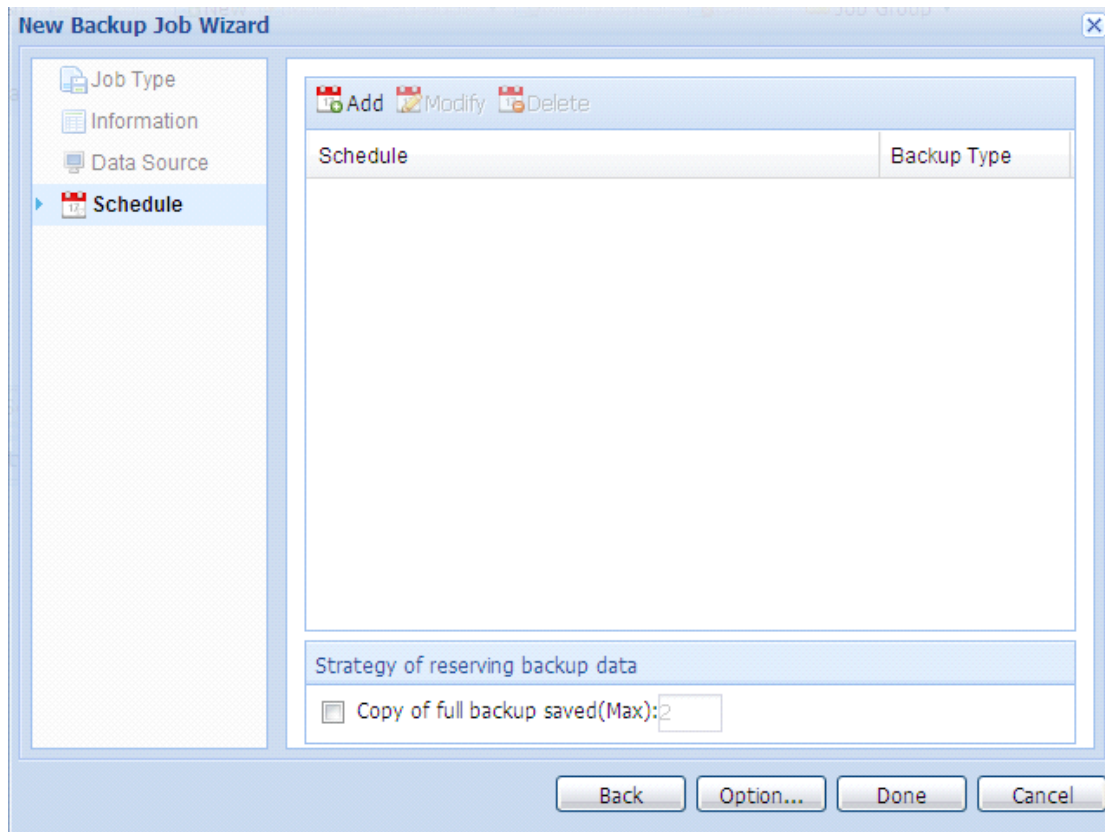 New Backup Job Wizard
Job Type
Information
Data Source
Schedule
Add Modify Delete
Schedule Backup Type
Strategy of reserving backup data
Copy of full backup saved(Max): 2
Back Option... Done Cancel